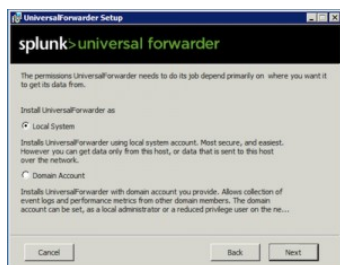 UniversalForwarder Setup
splunk>universal forwarder
The permissions UniversalForwarder needs to do its job depend primarily on where you want it
to get its data from.
Install UniversalForwarder as
Local System
Installs UniversalForwarder using local system account. Most secure, and easiest.
However you can get data only from this host, or data that is sent to this host
over the network.
Domain Account
Installs UniversalForwarder with domain account you provide. Allows collection of
event logs and performance metrics from other domain members. The domain
account can be set, as a local administrator or a reduced privilege user on the ne...
Cancel
Back
Next